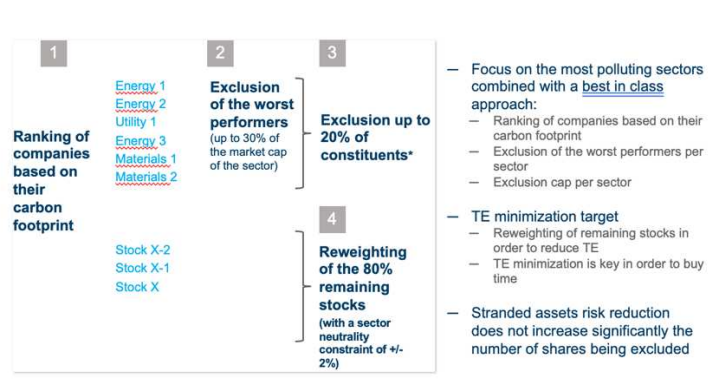 1
Ranking of
companies
based on
their
carbon
footprint
Energy 1
Energy 2
Utility 1
Energy 3
Materials 1
Materials 2
Stock X-2
Stock X-1
Stock X
2
Exclusion
of the worst
performers
(up to 30% of
the market cap
of the sector)
3
Exclusion up to
20% of
constituents*
4
Reweighting
of the 80%
remaining
stocks
(with a sector
neutrality
constraint of +/-
2%)
— Focus on the most polluting sectors
combined with a best in class
approach:
— Ranking of companies based on their
carbon footprint
— Exclusion of the worst performers per
sector
— Exclusion cap per sector
— TE minimization target
— Reweighting of remaining stocks in
order to reduce TE
— TE minimization is key in order to buy
time
— Stranded assets risk reduction
does not increase significantly the
number of shares being excluded